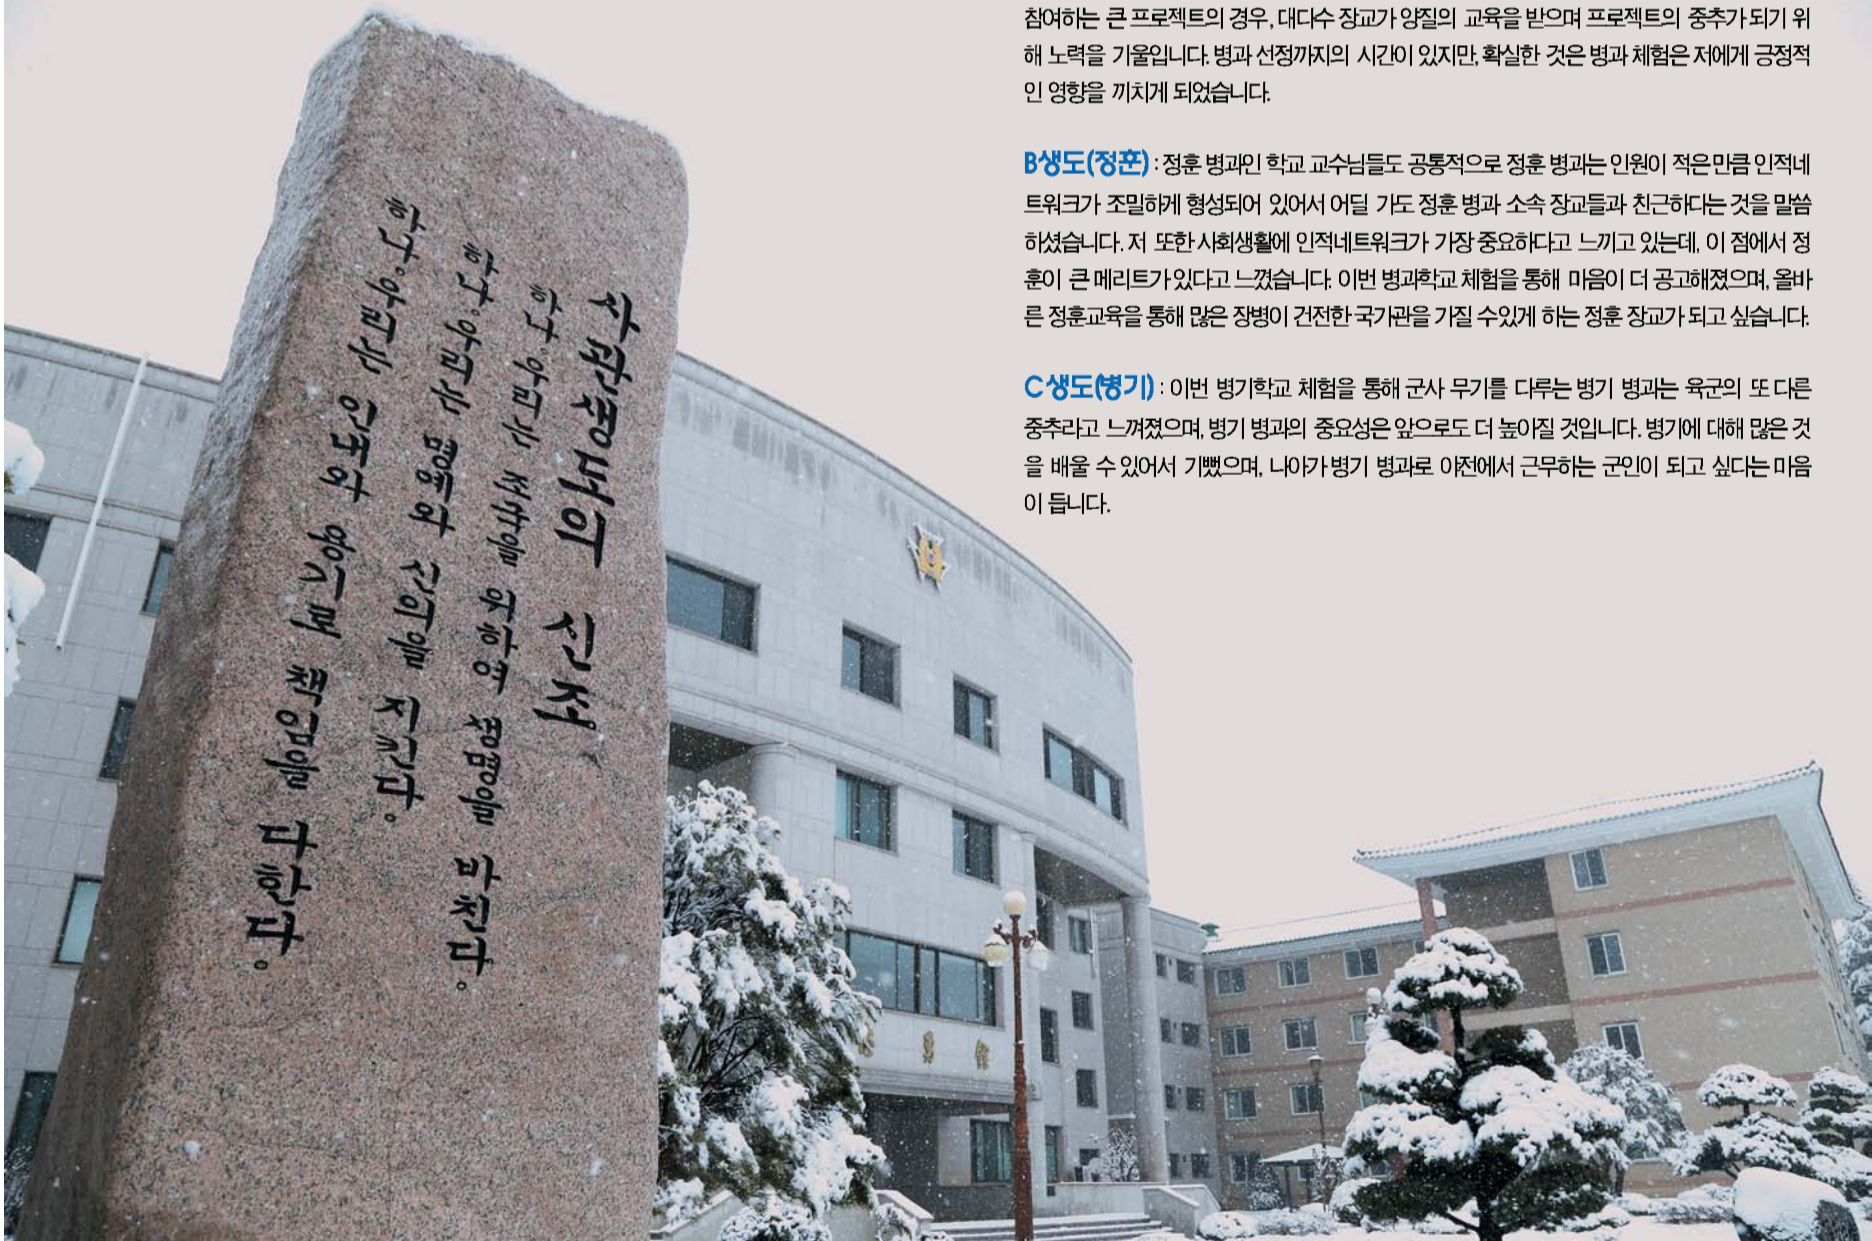 참여하는 큰 프로젝트의 경우, 대다수 장교가 양질의 교육을 받으며 프로젝트의 중추가 되기 위
해 노력을 기울입니다. 병과 선정까지의 시간이 있지만, 확실한 것은 병과 체험은 저에게 긍정적
인 영향을 끼치게 되었습니다.
B생도(정훈) : 정훈 병과인 학교 교수님들도 공통적으로 정훈 병과는 인원이 적은만큼 인적네
트워크가 조밀하게 형성되어 있어서 어딜 가도 정훈 병과 소속 장교들과 친근하다는 것을 말씀
하셨습니다. 저 또한 사회생활에 인적네트워크가 가장 중요하다고 느끼고 있는데, 이 점에서 정
훈이 큰 메리트가 있다고 느꼈습니다. 이번 병과학교 체험을 통해 마음이 더 공고해졌으며, 올바
른 정훈교육을 통해 많은 장병이 건전한 국가관을 가질 수있게 하는 정훈 장교가 되고 싶습니다.
C생도(병기) : 이번 병기학교 체험을 통해 군사 무기를 다루는 병기 병과는 육군의 또 다른
중추라고 느껴졌으며, 병기 병과의 중요성은 앞으로도 더 높아질 것입니다. 병기에 대해 많은 것
을 배울 수 있어서 기뻤으며, 나아가 병기 병과로 야전에서 근무하는 군인이 되고 싶다는 마음
이 듭니다.
사관생도의 신조
하나. 우리는 조국을 위하여 생명을 바친다.
하나. 우리는 명예와 신의를 지킨다.
하나. 우리는 인내와 용기로 책임을 다한다.